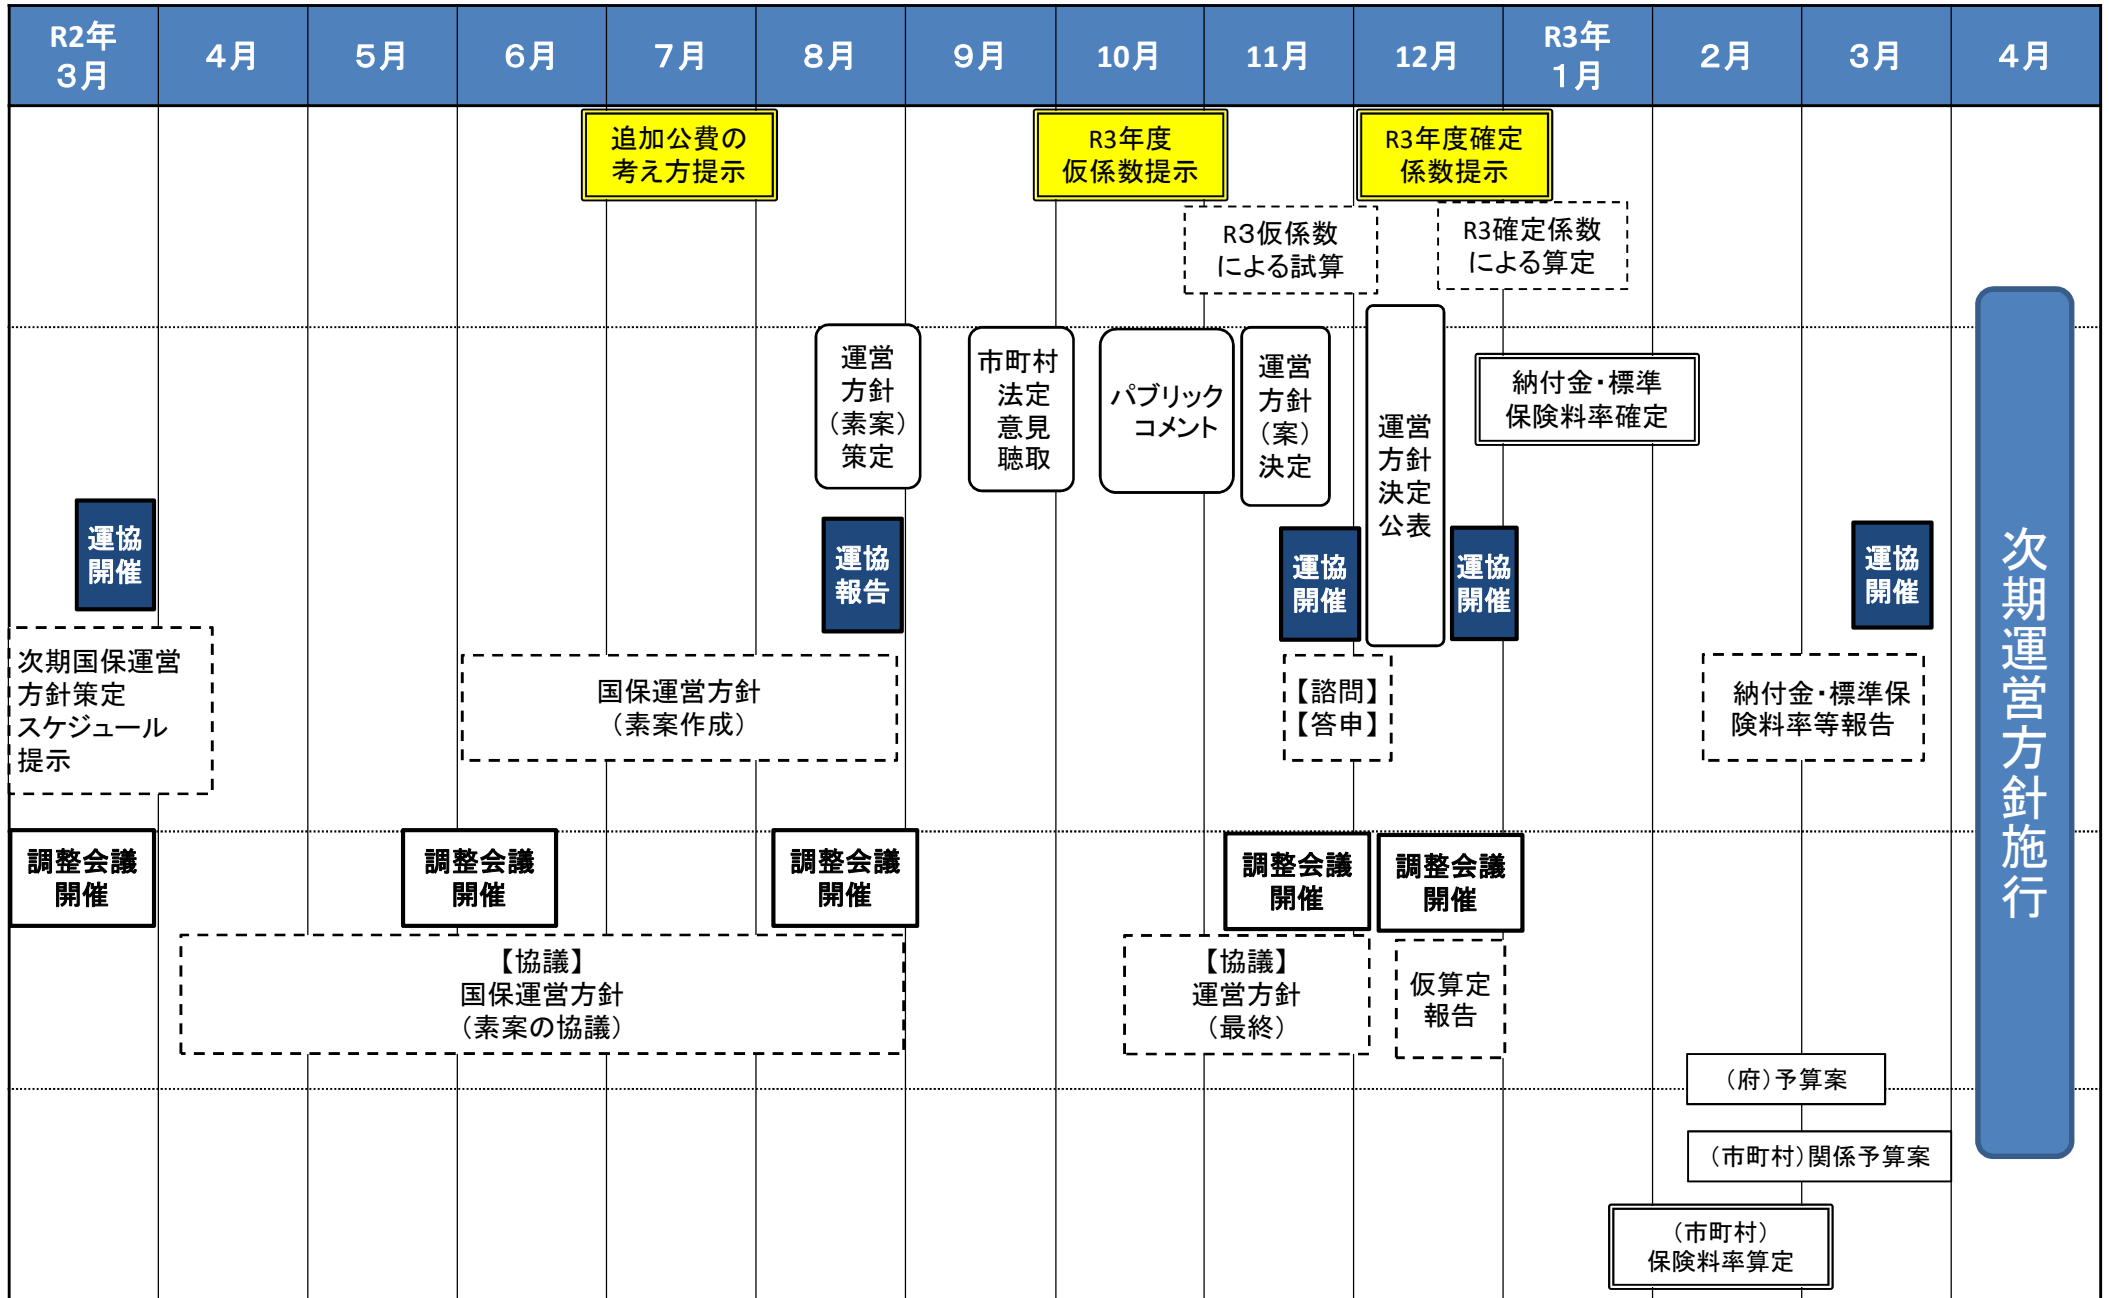 R2年
３月
４月
５月
６月
７月
８月
９月
10月
11月
12月
R3年
１月
２月
３月
４月
追加公費の
考え方提示
R3年度
仮係数提示
R3年度確定
係数提示
R３仮係数
による試算
R3確定係数
による算定
運営
方針
（素案）
策定
市町村
法定
意見
聴取
パブリック
コメント
運営
方針
（案）
決定
運営
方針
決定
公表
納付金・標準
保険料率確定
運協
開催
運協
報告
運協
開催
運協
開催
運協
開催
次期国保運営
方針策定
スケジュール
提示
国保運営方針
（素案作成）
【諮問】
【答申】
納付金・標準保
険料率等報告
次期運営方針施行
調整会議
開催
調整会議
開催
調整会議
開催
調整会議
開催
調整会議
開催
【協議】
国保運営方針
（素案の協議）
【協議】
運営方針
（最終）
仮算定
報告
（府）予算案
（市町村）関係予算案
（市町村）
保険料率算定